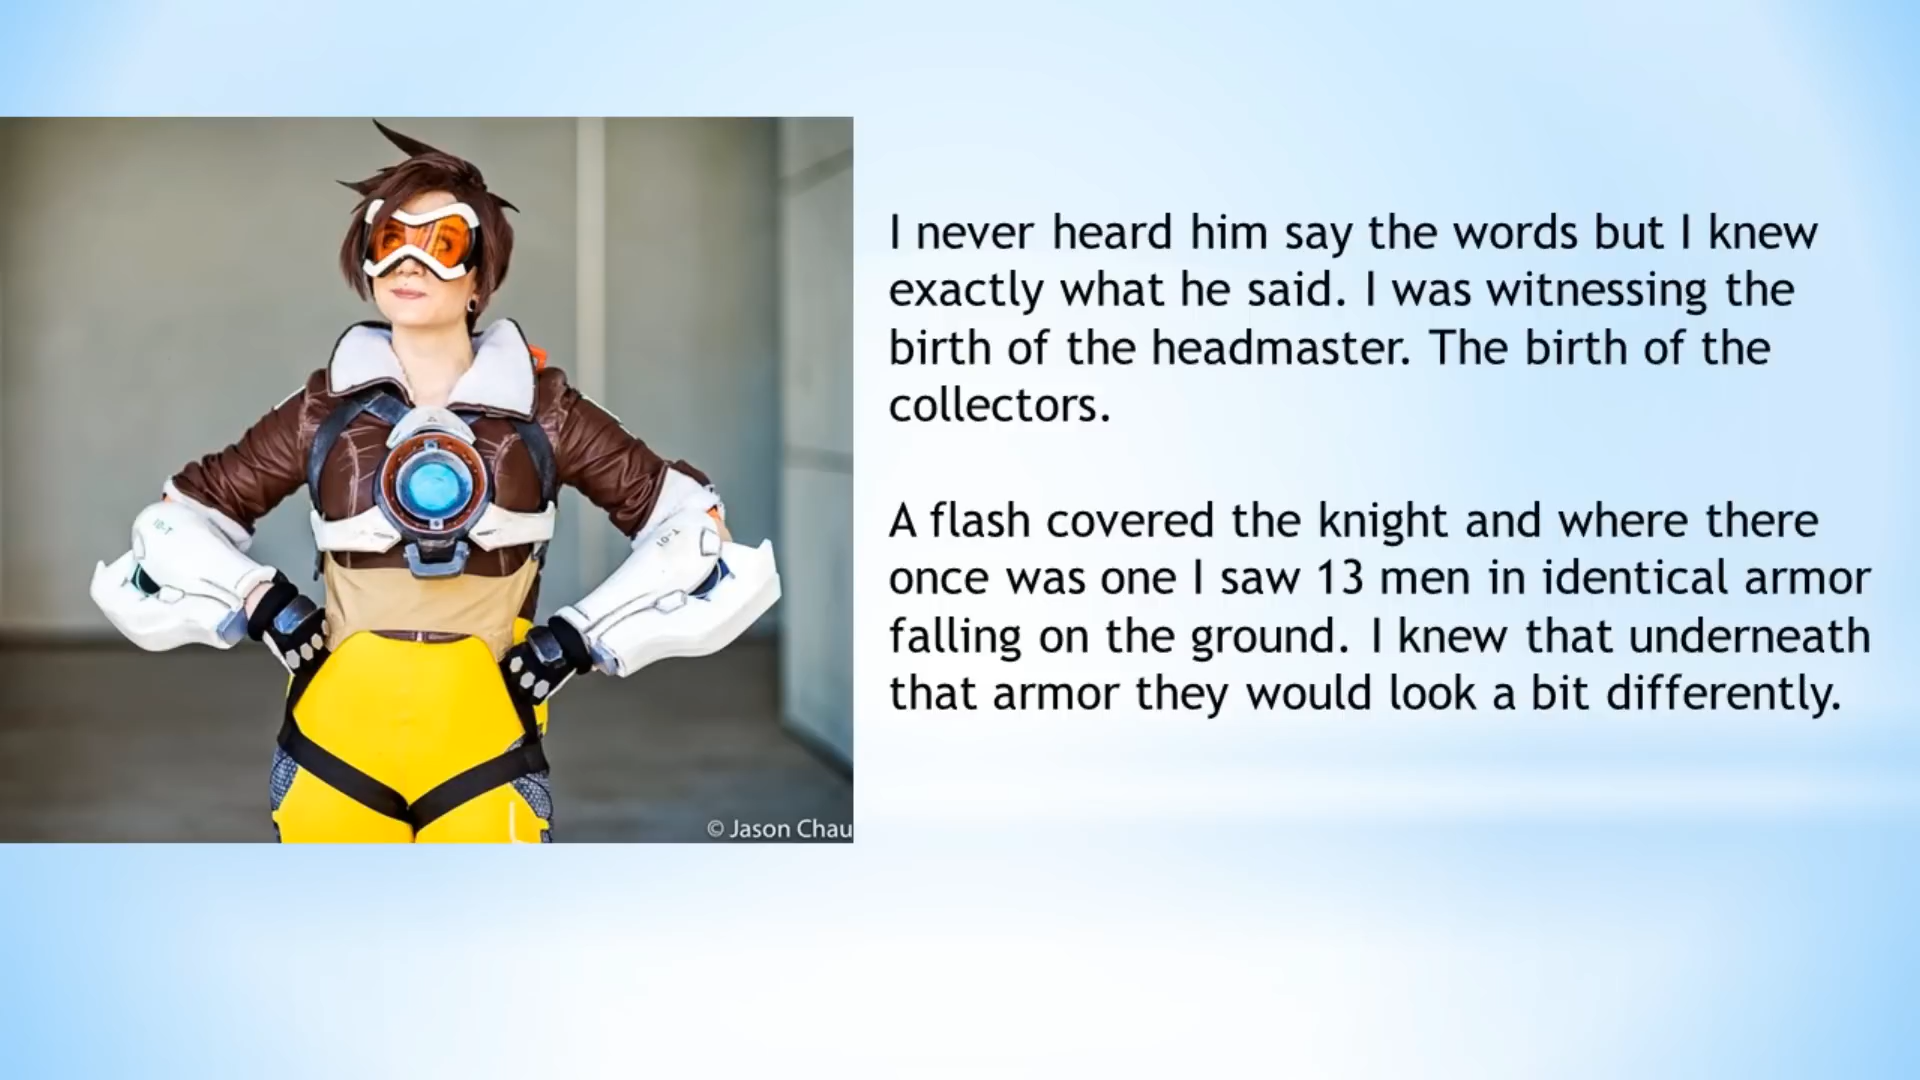 I never heard him say the words but I knew
exactly what he said. I was witnessing the
birth of the headmaster. The birth of the
collectors.
A flash covered the knight and where there
once was one I saw 13 men in identical armor
falling on the ground. I knew that underneath
that armor they would look a bit differently.
10-T
10-T
© Jason Chau